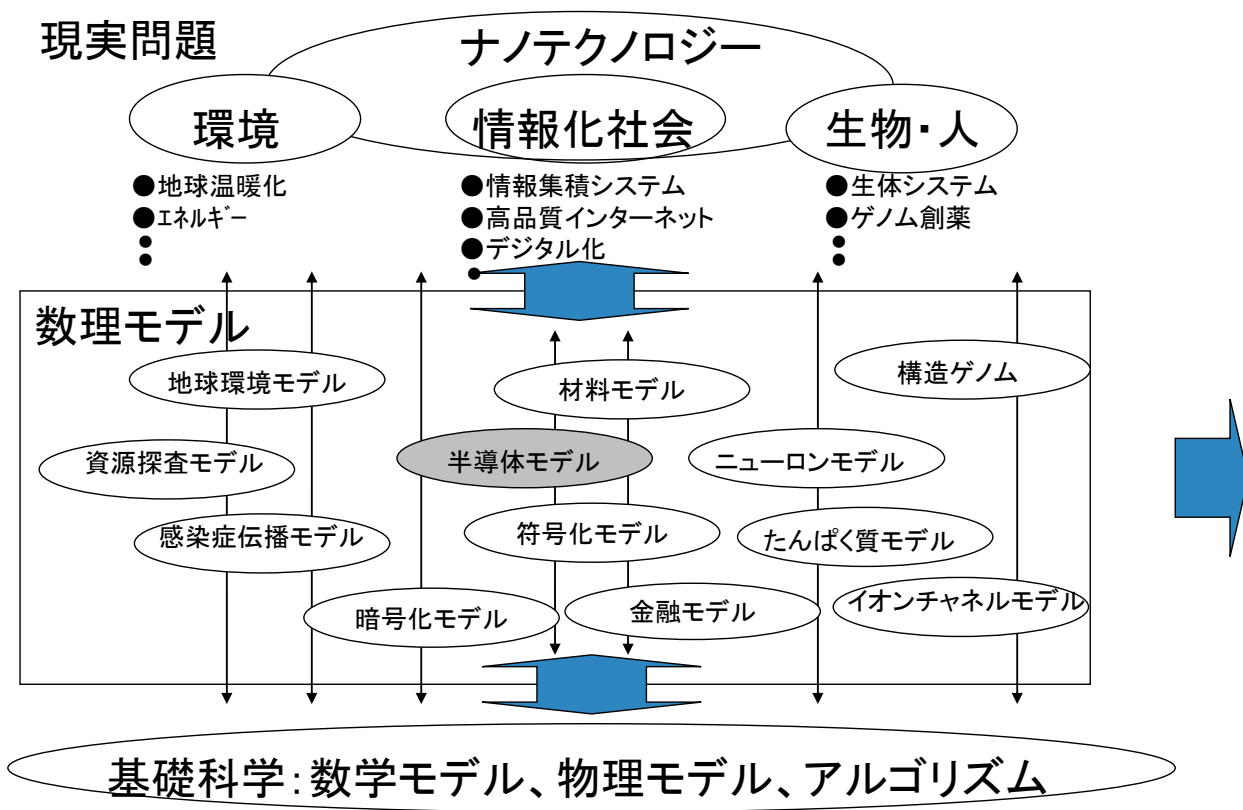 現実問題
ナノテクノロジー
環境
情報化社会
生物・人
●地球温暖化
●エネルギー
●
●
●情報集積システム
●高品質インターネット
●デジタル化
●
●生体システム
●ゲノム創薬
●
●
数理モデル
地球環境モデル
材料モデル
構造ゲノム
資源探査モデル
半導体モデル
ニューロンモデル
感染症伝播モデル
符号化モデル
たんぱく質モデル
暗号化モデル
金融モデル
イオンチャネルモデル
基礎科学：数学モデル、物理モデル、アルゴリズム